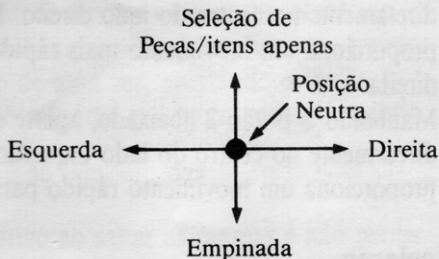 Seleção de
Peças/itens apenas
Posição
Neutra
Esquerda
Direita
Empinada